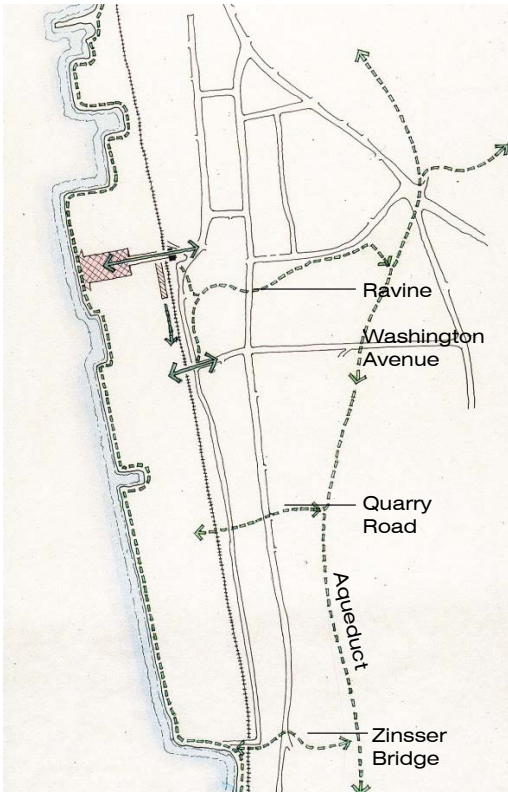 Ravine
Washington
Avenue
Quarry
Road
Aqueduct
Zinsser
Bridge